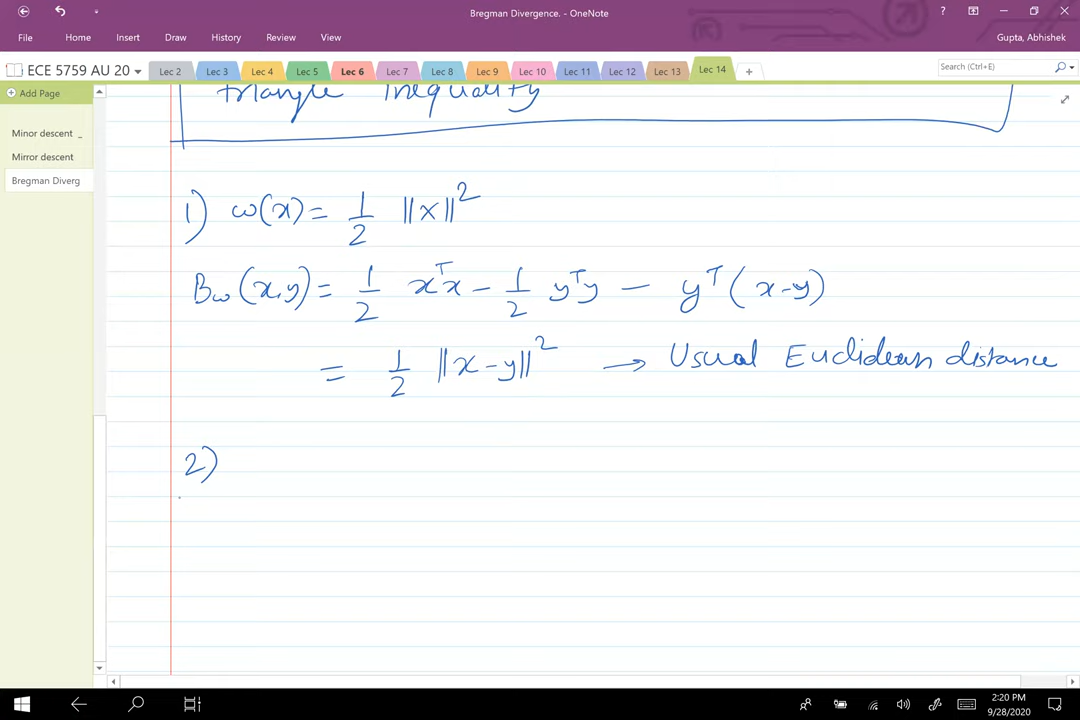 Bregman Divergence. - OneNote
?
File Home Insert Draw History Review View
Gupta, Abhishek
ECE 5759 AU 20
Lec 2 Lec 3 Lec 4 Lec 5 Lec 6 Lec 7 Lec 8 Lec 9 Lec 10 Lec 11 Lec 12 Lec 13 Lec 14 +
Search (Ctrl+E)
Add Page
Minor descent
Mirror descent
Bregman Diverg
triangle Inequality
1) ω(x) = 1/2 ||x||²
Bω(x,y) = 1/2 xᵀx − 1/2 yᵀy − yᵀ(x−y)
= 1/2 ||x−y||² → Usual Euclidean distance
2)
2:20 PM
9/28/2020